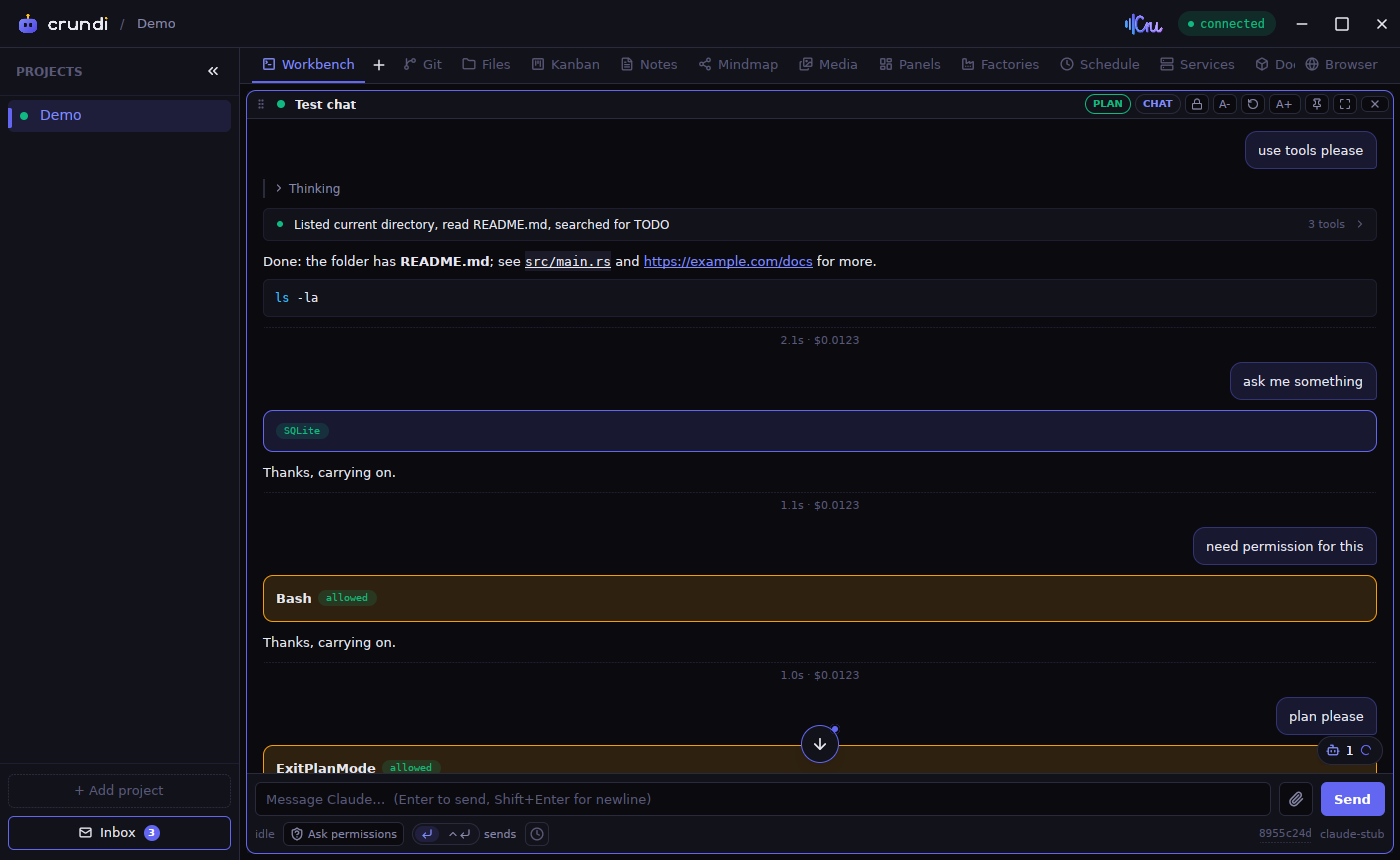 crundi / Demo
Cru
connected
PROJECTS
Workbench Git Files Kanban Notes Mindmap Media Panels Factories Schedule Services Do Browser
Demo
Test chat
PLAN CHAT A- A+
use tools please
Thinking
Listed current directory, read README.md, searched for TODO
3 tools
Done: the folder has README.md; see src/main.rs and https://example.com/docs for more.
ls -la
2.1s · $0.0123
ask me something
SQLite
Thanks, carrying on.
1.1s · $0.0123
need permission for this
Bash allowed
Thanks, carrying on.
1.0s · $0.0123
plan please
1
ExitPlanMode allowed
+ Add project
Inbox 3
Message Claude... (Enter to send, Shift+Enter for newline)
Send
idle Ask permissions sends
8955c24d claude-stub